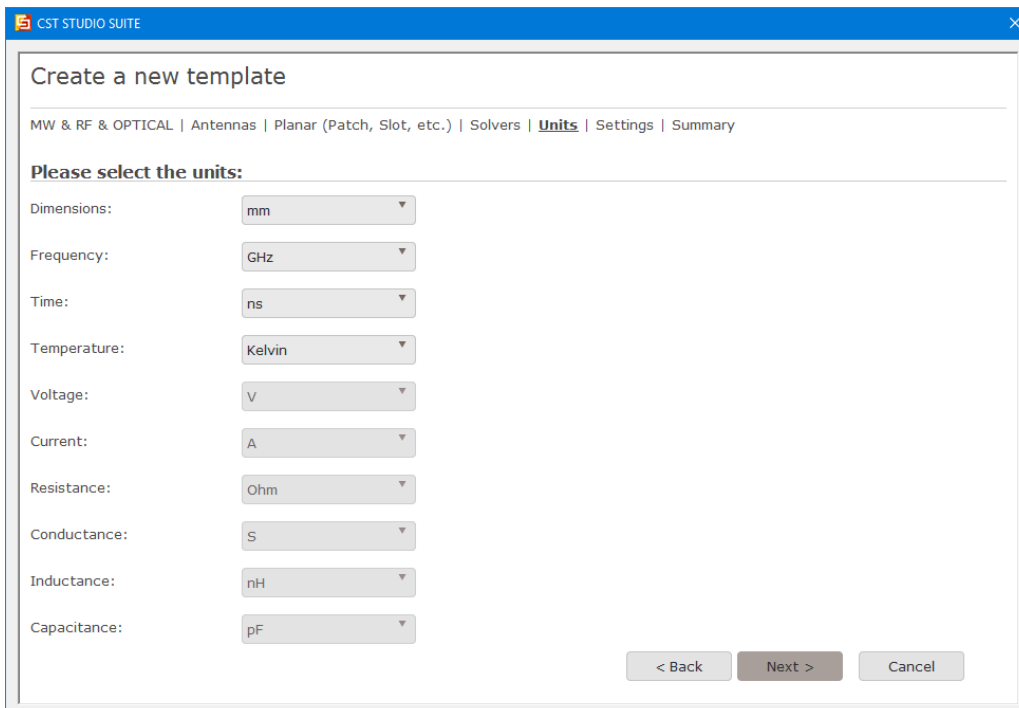 CST STUDIO SUITE
Create a new template
MW & RF & OPTICAL | Antennas | Planar (Patch, Slot, etc.) | Solvers | Units | Settings | Summary
Please select the units:
Dimensions: mm
Frequency: GHz
Time: ns
Temperature: Kelvin
Voltage: V
Current: A
Resistance: Ohm
Conductance: S
Inductance: nH
Capacitance: pF
< Back Next > Cancel